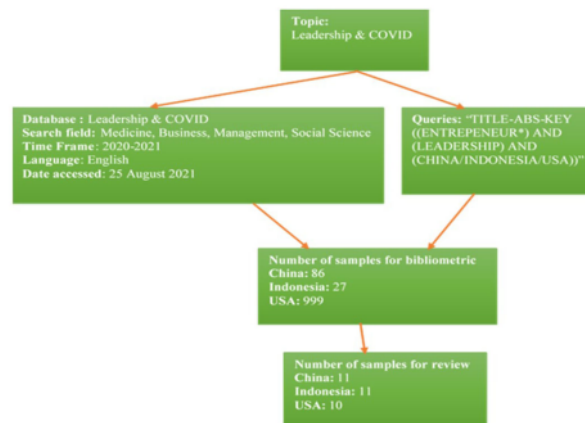 Topic:
Leadership & COVID
Database : Leadership & COVID
Search field: Medicine, Business, Management, Social Science
Time Frame: 2020-2021
Language: English
Date accessed: 25 August 2021
Queries: “TITLE-ABS-KEY
((ENTREPENEUR*) AND
(LEADERSHIP) AND
(CHINA/INDONESIA/USA))”
Number of samples for bibliometric
China: 86
Indonesia: 27
USA: 999
Number of samples for review
China: 11
Indonesia: 11
USA: 10